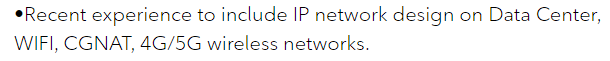 •Recent experience to include IP network design on Data Center,
WIFI, CGNAT, 4G/5G wireless networks.